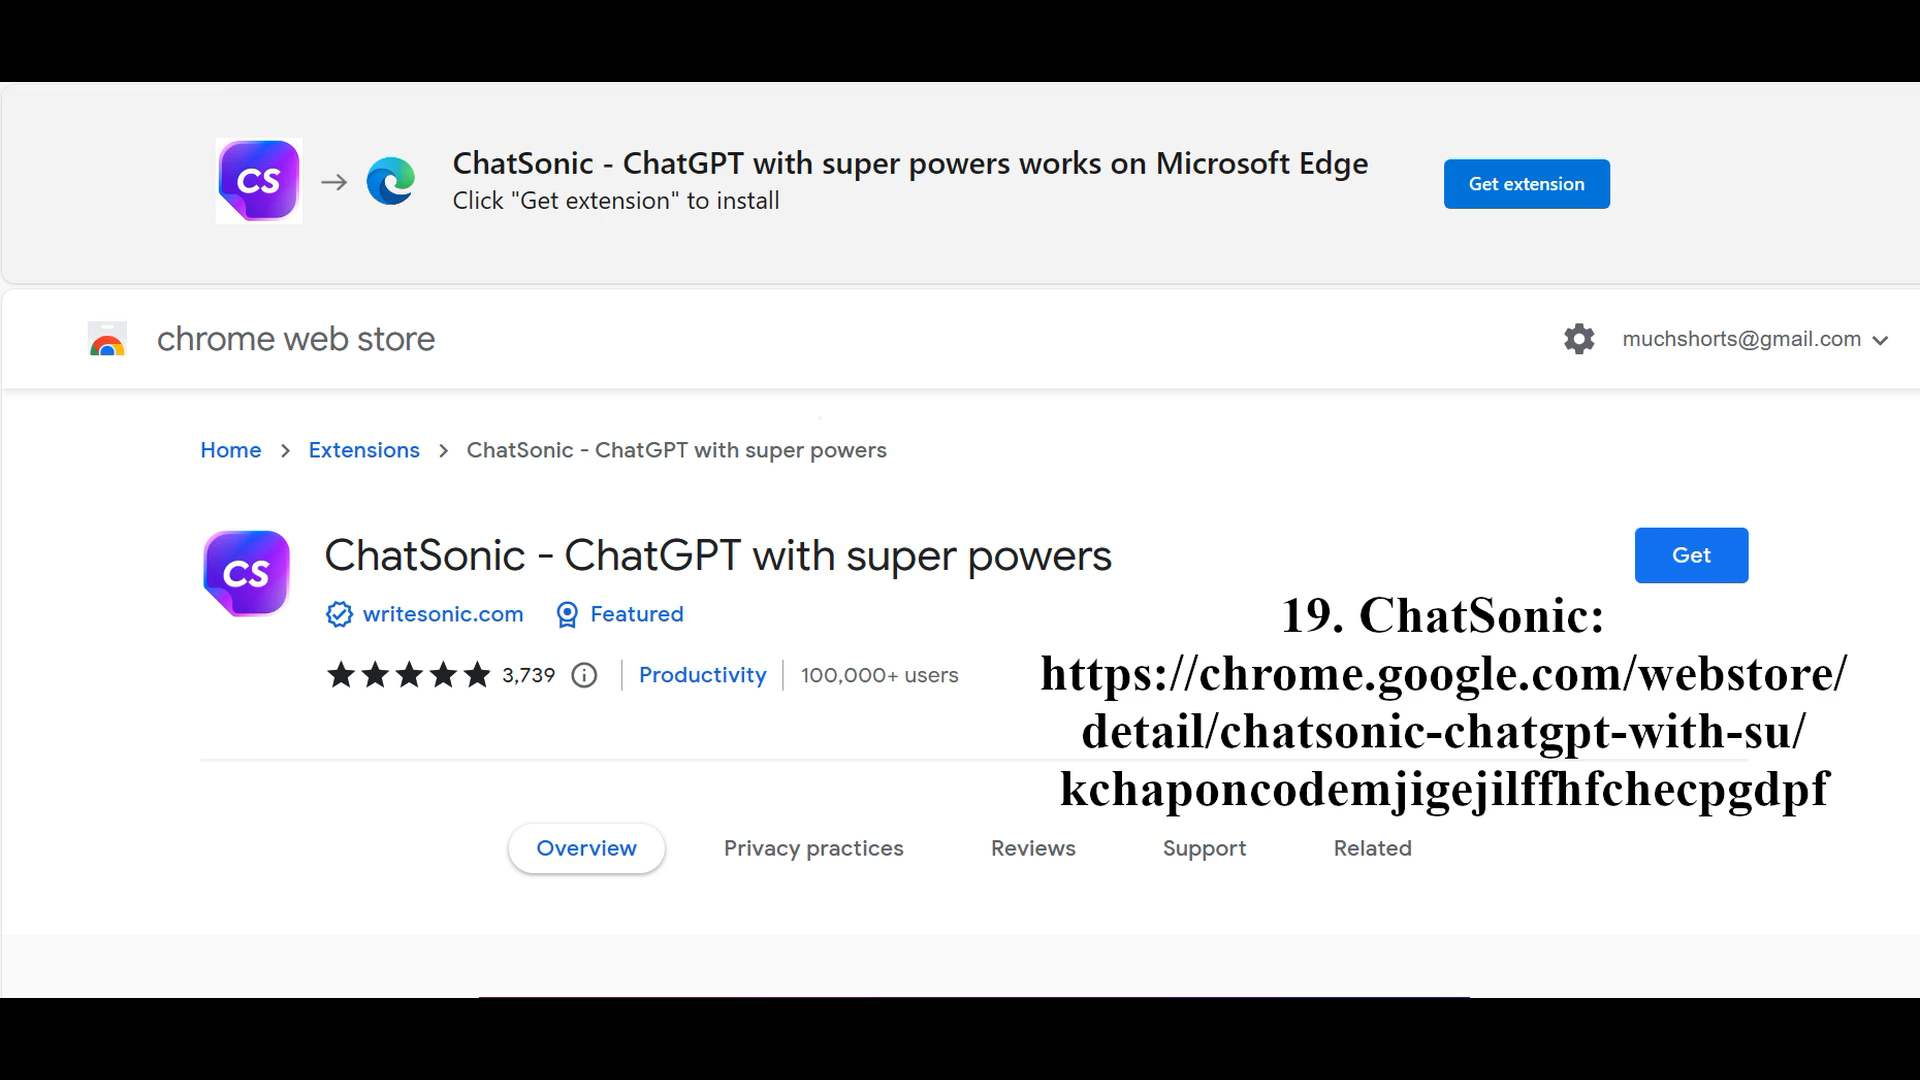 CS
ChatSonic - ChatGPT with super powers works on Microsoft Edge
Click "Get extension" to install
Get extension
chrome web store
muchshorts@gmail.com
Home > Extensions > ChatSonic - ChatGPT with super powers
CS
ChatSonic - ChatGPT with super powers
Get
writesonic.com
Featured
3,739
Productivity
100,000+ users
19. ChatSonic:
https://chrome.google.com/webstore/
detail/chatsonic-chatgpt-with-su/
kchaponcodemjigejilffhfchecpgdpf
Overview
Privacy practices
Reviews
Support
Related